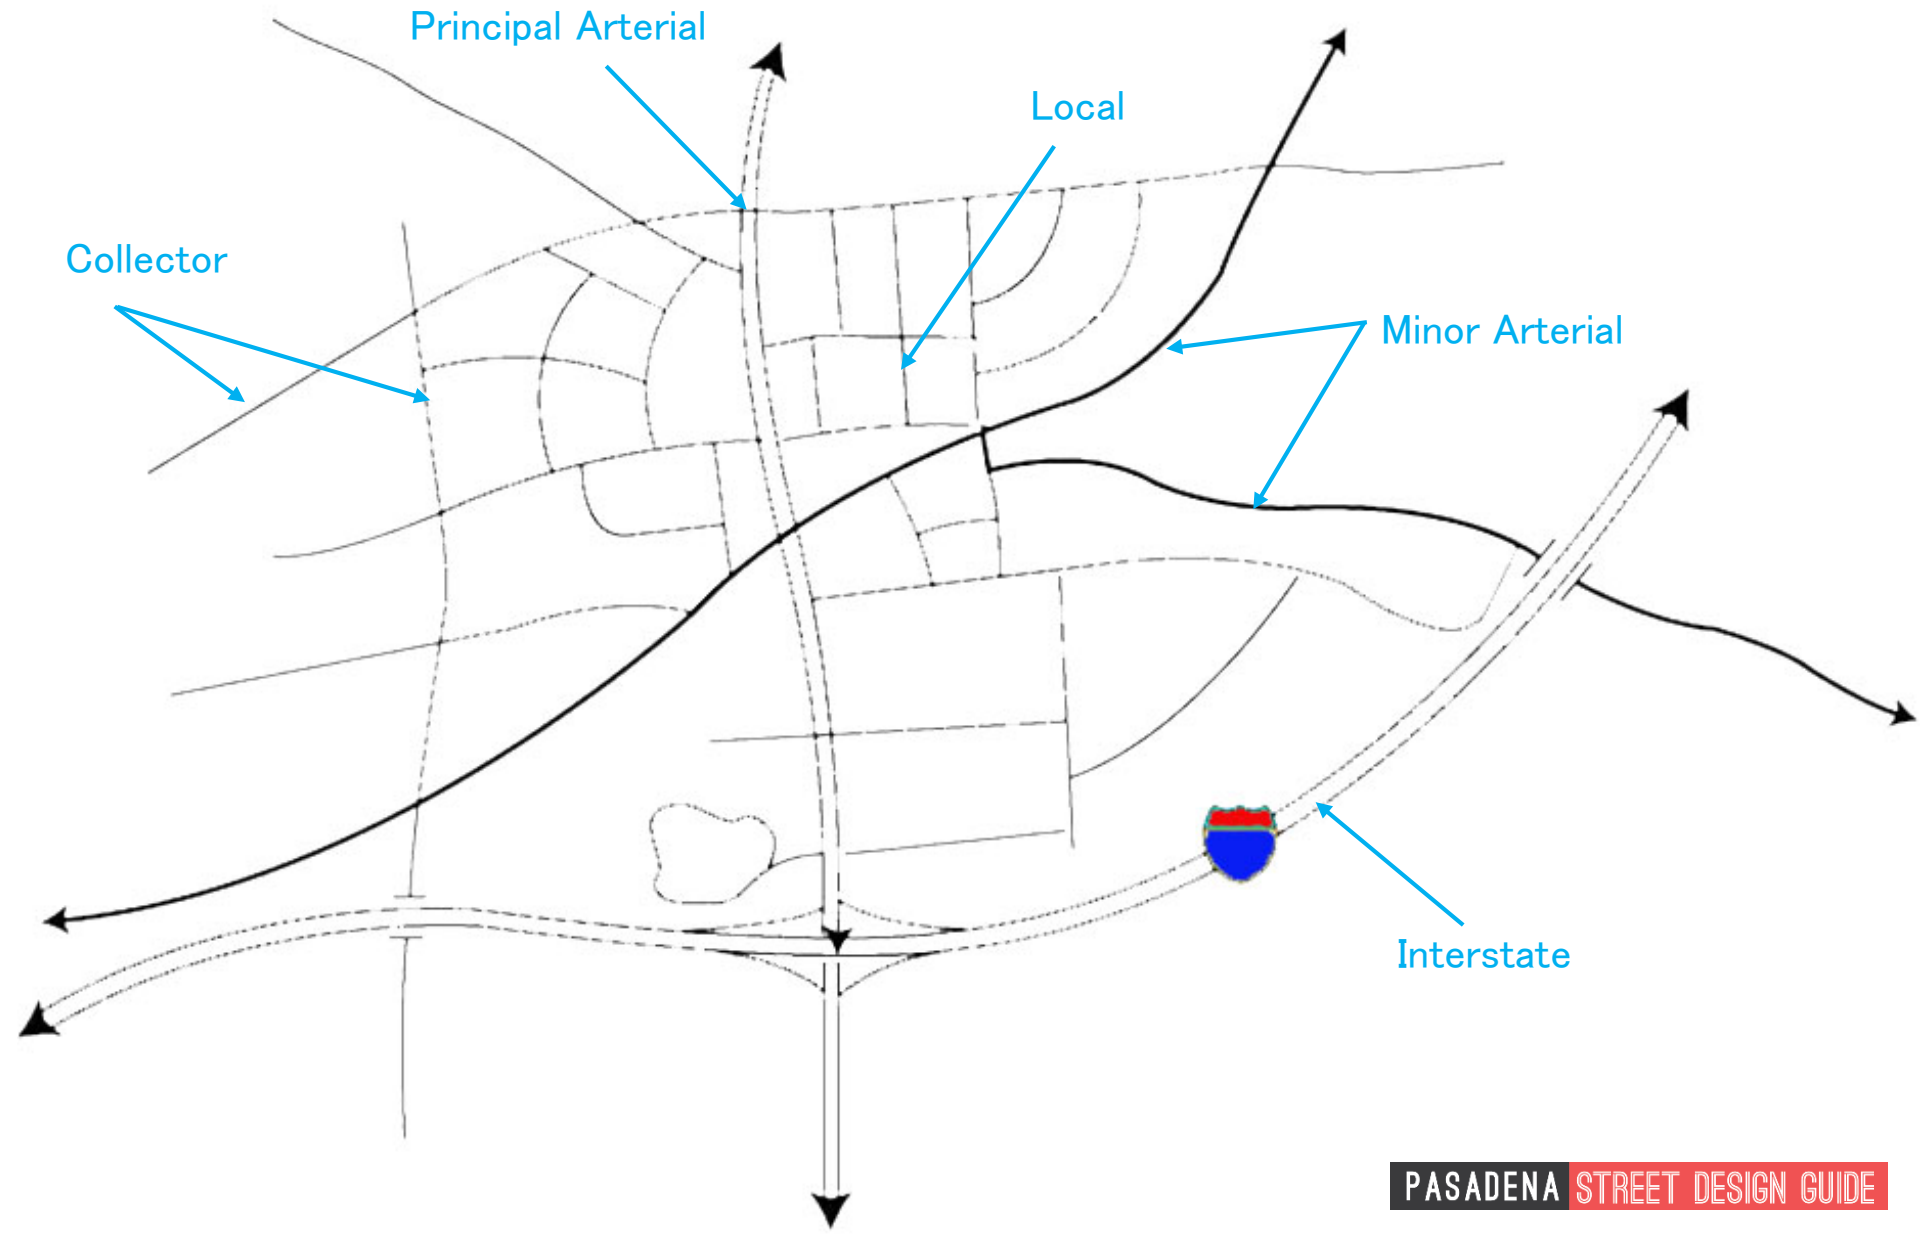 Principal Arterial
Local
Collector
Minor Arterial
Interstate
PASADENA STREET DESIGN GUIDE